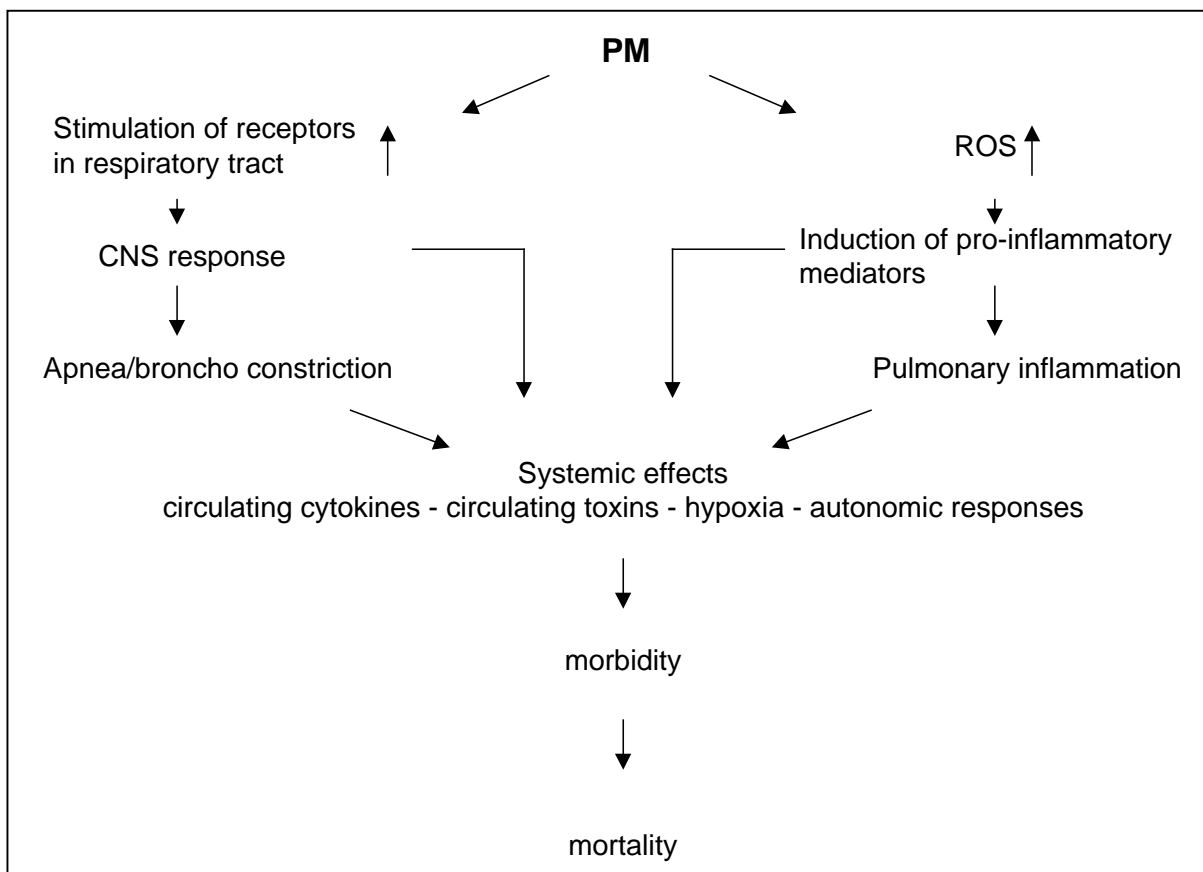 PM
Stimulation of receptors
in respiratory tract
ROS
CNS response
Induction of pro-inflammatory
mediators
Apnea/broncho constriction
Pulmonary inflammation
Systemic effects
circulating cytokines - circulating toxins - hypoxia - autonomic responses
morbidity
mortality